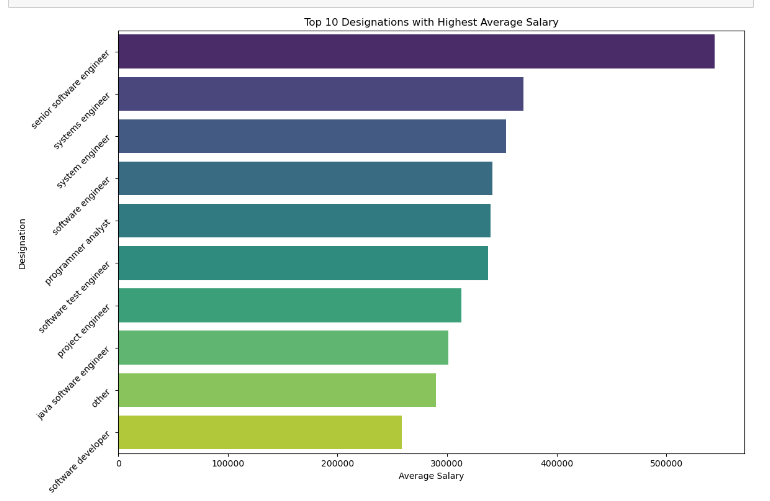 Top 10 Designations with Highest Average Salary
Designation
senior software engineer
systems engineer
system engineer
software engineer
programmer analyst
software test engineer
project engineer
java software engineer
other
software developer
0 100000 200000 300000 400000 500000
Average Salary